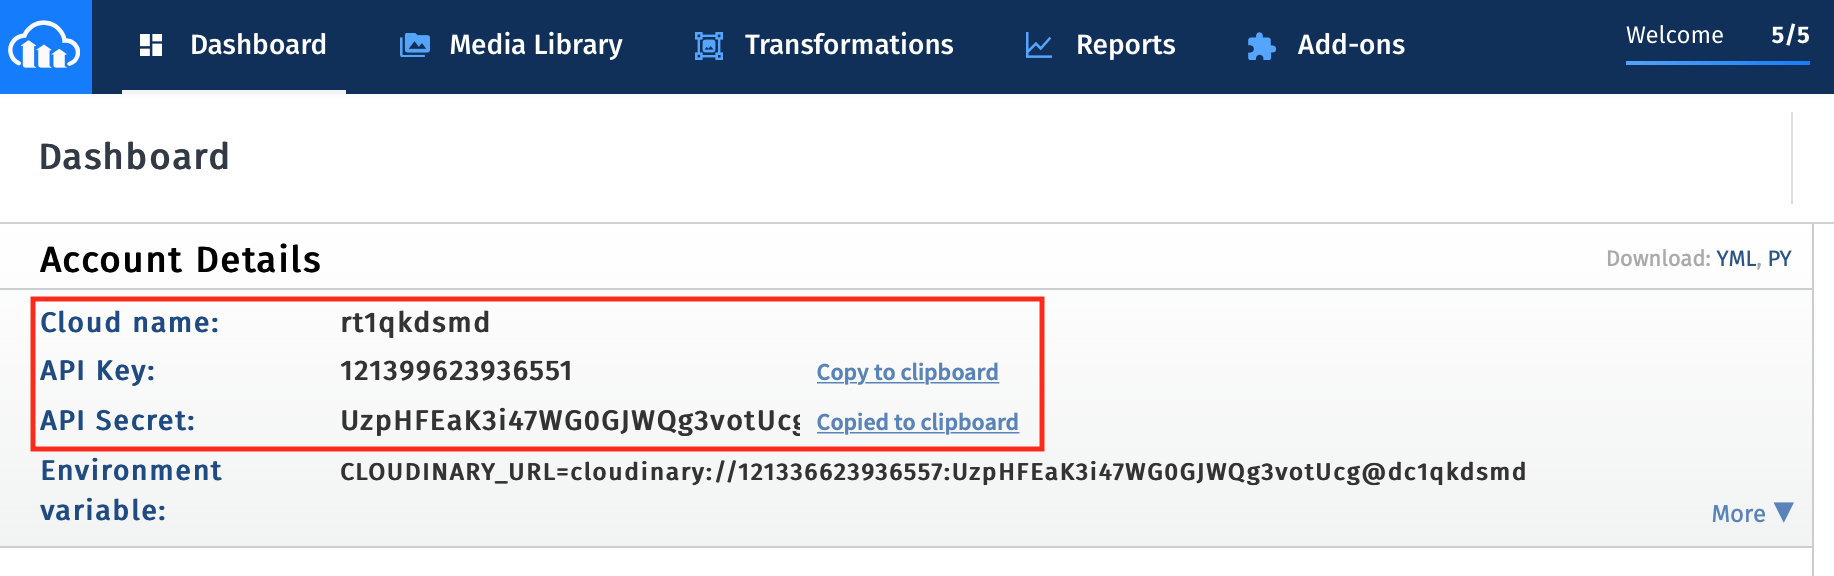 Dashboard Media Library Transformations Reports Add-ons Welcome 5/5
Dashboard
Account Details Download: YML, PY
Cloud name: rt1qkdsmd
API Key: 121399623936551 Copy to clipboard
API Secret: UzpHFEaK3i47WG0GJWQg3votUcg Copied to clipboard
Environment CLOUDINARY_URL=cloudinary://121336623936557:UzpHFEaK3i47WG0GJWQg3votUcg@dc1qkdsmd
variable:
More